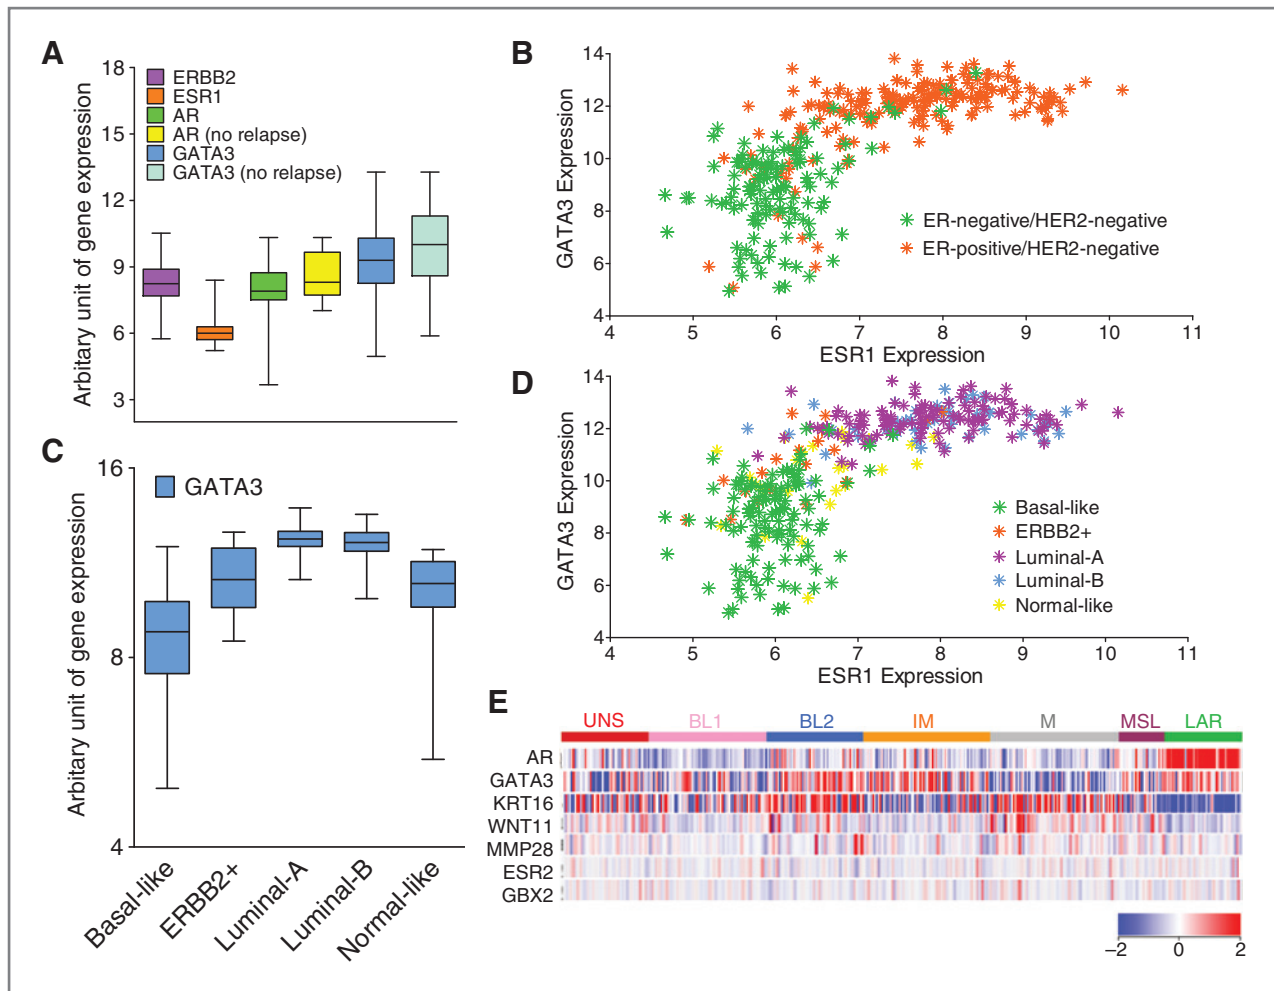 A
18
15
12
9
6
3
Arbitary unit of gene expression
ERBB2
ESR1
AR
AR (no relapse)
GATA3
GATA3 (no relapse)
B
14
12
10
8
6
4
GATA3 Expression
ER-negative/HER2-negative
ER-positive/HER2-negative
4 5 6 7 8 9 10 11
ESR1 Expression
C
16
8
4
Arbitary unit of gene expression
GATA3
Basal-like
ERBB2+
Luminal-A
Luminal-B
Normal-like
D
14
12
10
8
6
4
GATA3 Expression
Basal-like
ERBB2+
Luminal-A
Luminal-B
Normal-like
4 5 6 7 8 9 10 11
ESR1 Expression
E
UNS BL1 BL2 IM M MSL LAR
AR
GATA3
KRT16
WNT11
MMP28
ESR2
GBX2
−2 0 2